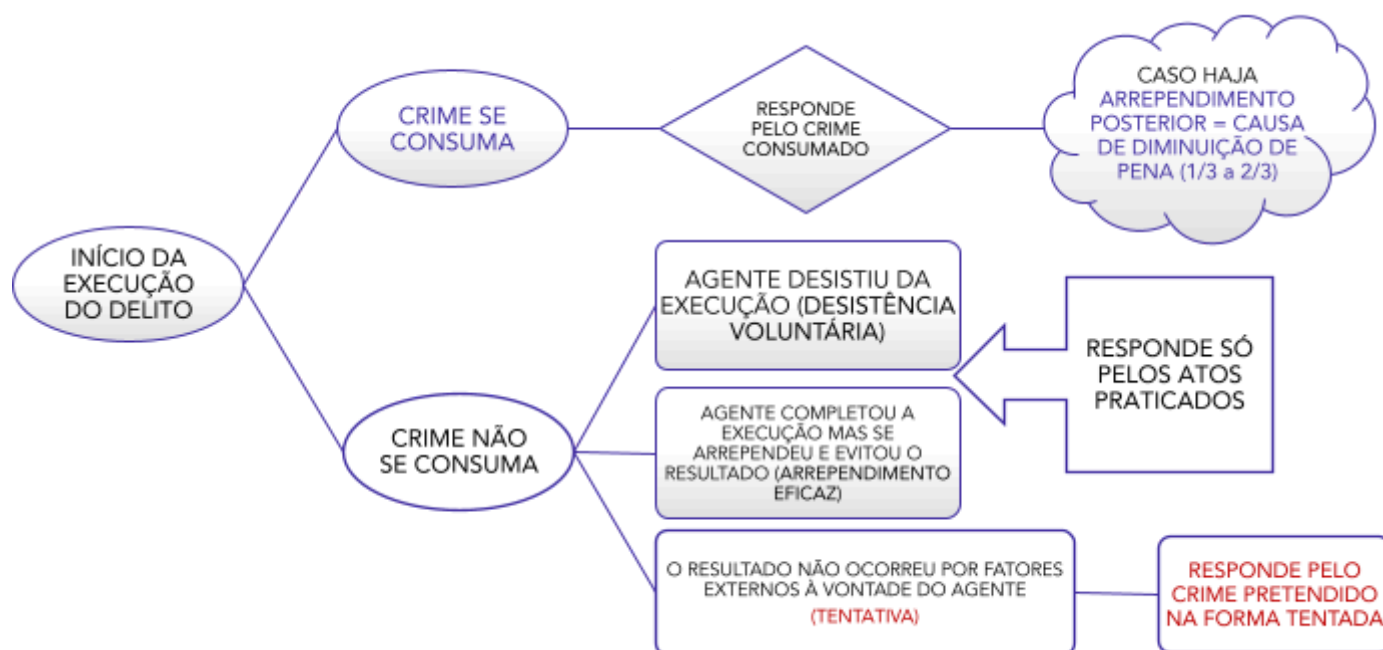 INÍCIO DA
EXECUÇÃO
DO DELITO
CRIME SE
CONSUMA
RESPONDE
PELO CRIME
CONSUMADO
CASO HAJA
ARREPENDIMENTO
POSTERIOR = CAUSA
DE DIMINUIÇÃO DE
PENA (1/3 a 2/3)
CRIME NÃO
SE CONSUMA
AGENTE DESISTIU DA
EXECUÇÃO (DESISTÊNCIA
VOLUNTÁRIA)
AGENTE COMPLETOU A
EXECUÇÃO MAS SE
ARREPENDEU E EVITOU O
RESULTADO (ARREPENDIMENTO
EFICAZ)
RESPONDE SÓ
PELOS ATOS
PRATICADOS
O RESULTADO NÃO OCORREU POR FATORES
EXTERNOS À VONTADE DO AGENTE
(TENTATIVA)
RESPONDE PELO
CRIME PRETENDIDO
NA FORMA TENTADA